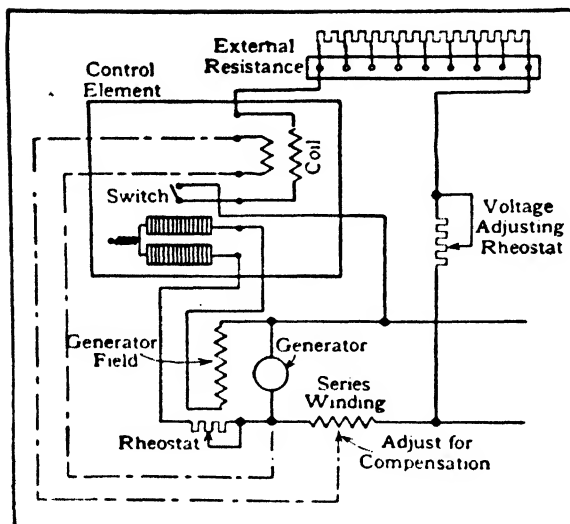 External
Resistance
Control
Element
Coil
Switch
Voltage
Adjusting
Rheostat
Generator
Field
Generator
Series
Winding
Rheostat
Adjust for
Compensation